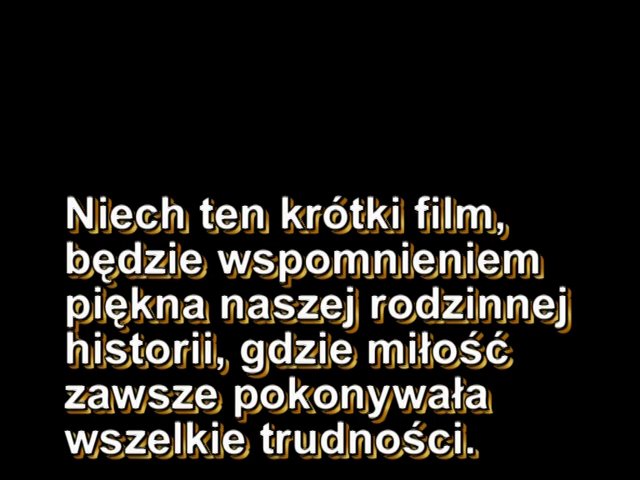 Niech ten krótki film,
będzie wspomnieniem
piękna naszej rodzinnej
historii, gdzie miłość
zawsze pokonywała
wszelkie trudności.